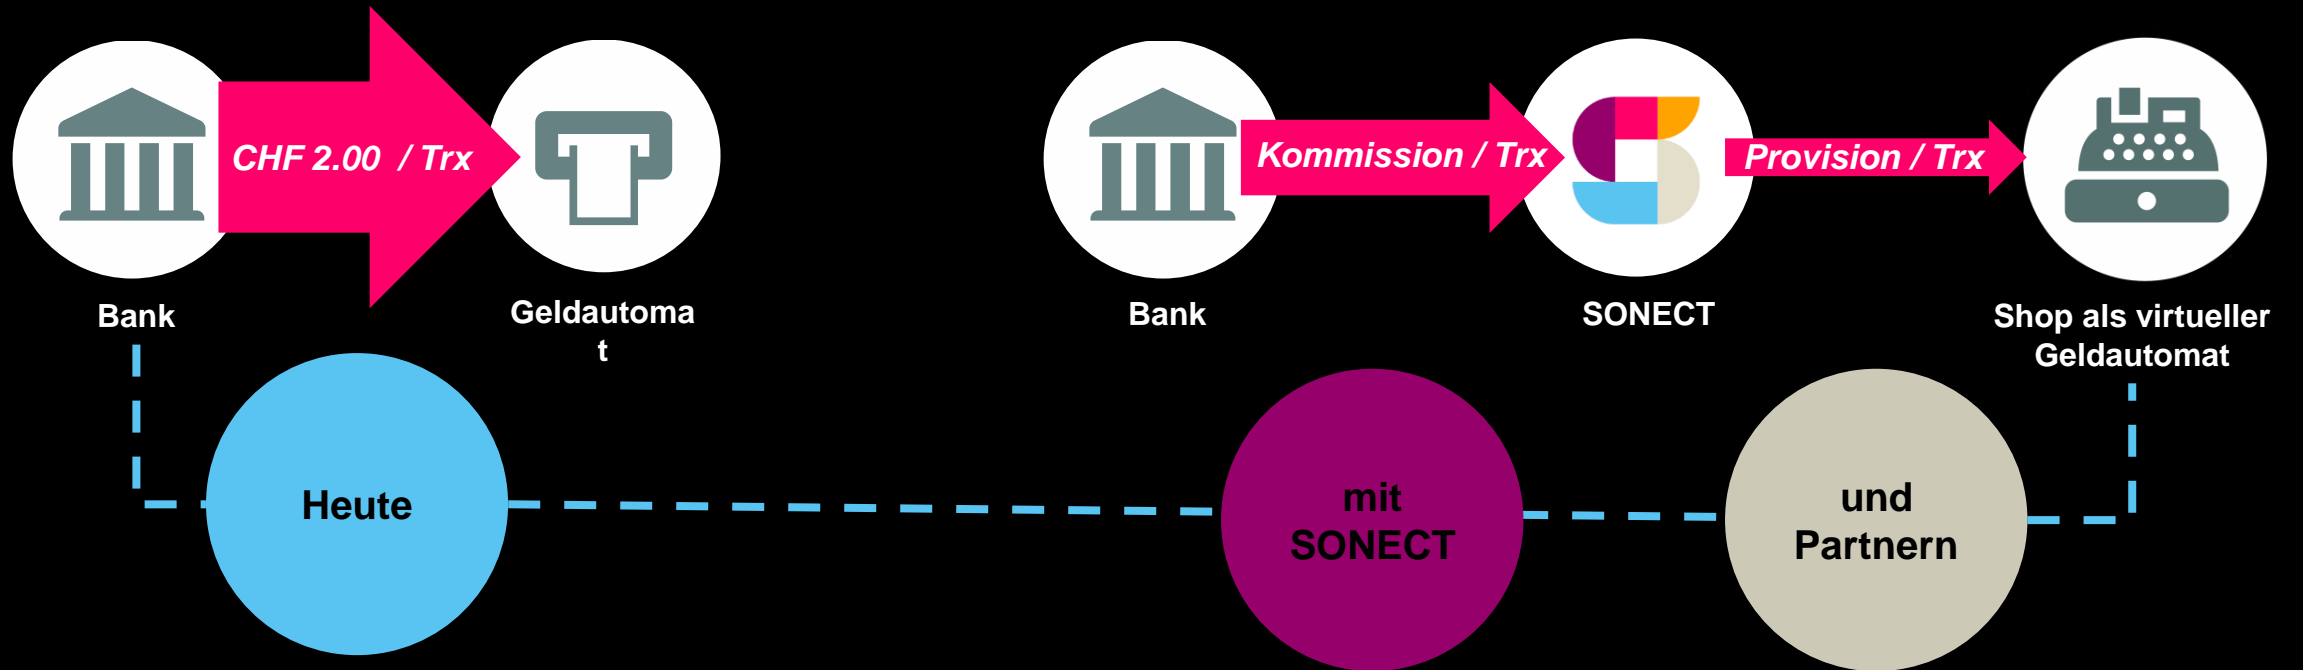 CHF 2.00 / Trx
Kommission / Trx
Provision / Trx
Bank
Geldautoma
t
Bank
SONECT
Shop als virtueller
Geldautomat
Heute
mit
SONECT
und
Partnern